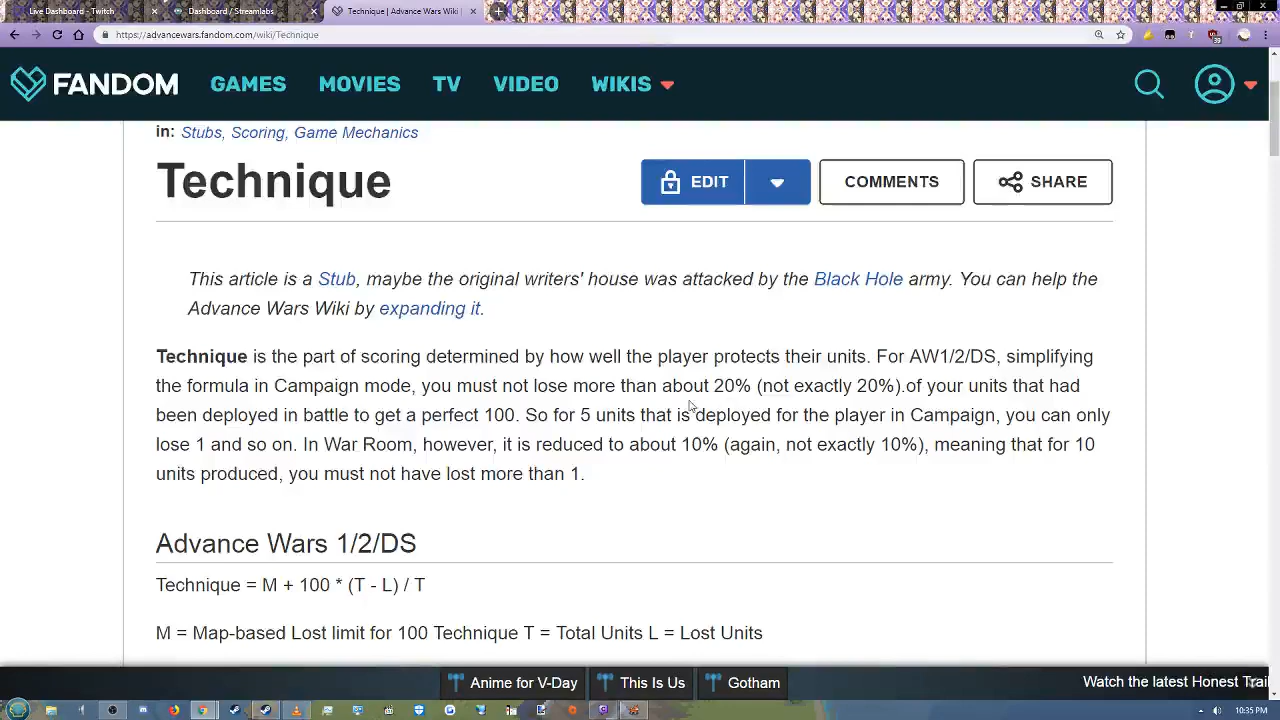 Live Dashboard - Twitch
Dashboard / Streamlabs
Technique | Advance Wars Wiki |
https://advancewars.fandom.com/wiki/Technique
FANDOM GAMES MOVIES TV VIDEO WIKIS
in: Stubs, Scoring, Game Mechanics
Technique
EDIT
COMMENTS
SHARE
This article is a Stub, maybe the original writers' house was attacked by the Black Hole army. You can help the
Advance Wars Wiki by expanding it.
Technique is the part of scoring determined by how well the player protects their units. For AW1/2/DS, simplifying
the formula in Campaign mode, you must not lose more than about 20% (not exactly 20%).of your units that had
been deployed in battle to get a perfect 100. So for 5 units that is deployed for the player in Campaign, you can only
lose 1 and so on. In War Room, however, it is reduced to about 10% (again, not exactly 10%), meaning that for 10
units produced, you must not have lost more than 1.
Advance Wars 1/2/DS
Technique = M + 100 * (T - L) / T
M = Map-based Lost limit for 100 Technique T = Total Units L = Lost Units
Anime for V-Day
This Is Us
Gotham
Watch the latest Honest Trai
10:35 PM